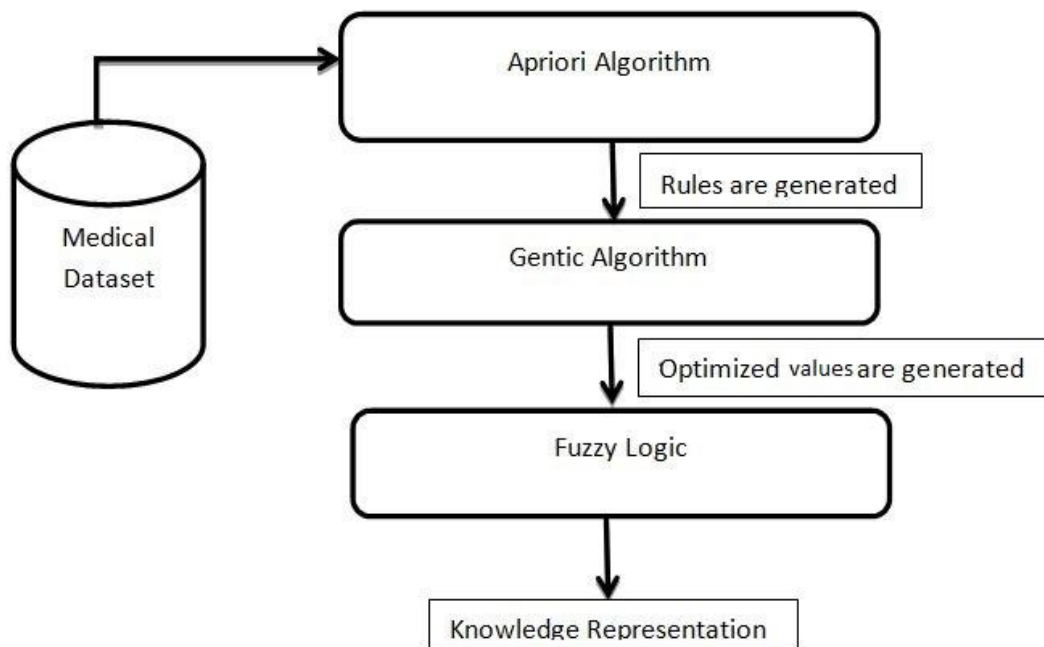 Apriori Algorithm
Rules are generated
Medical
Dataset
Gentic Algorithm
Optimized values are generated
Fuzzy Logic
Knowledge Representation